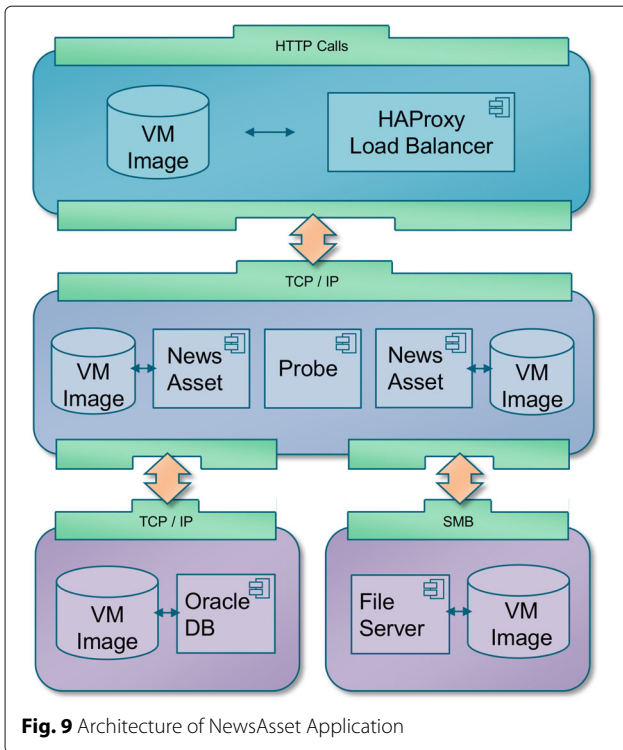 HTTP Calls
VM
Image
HAProxy
Load Balancer
TCP / IP
VM
Image
News
Asset
Probe
News
Asset
VM
Image
TCP / IP
VM
Image
Oracle
DB
SMB
File
Server
VM
Image
Fig. 9 Architecture of NewsAsset Application